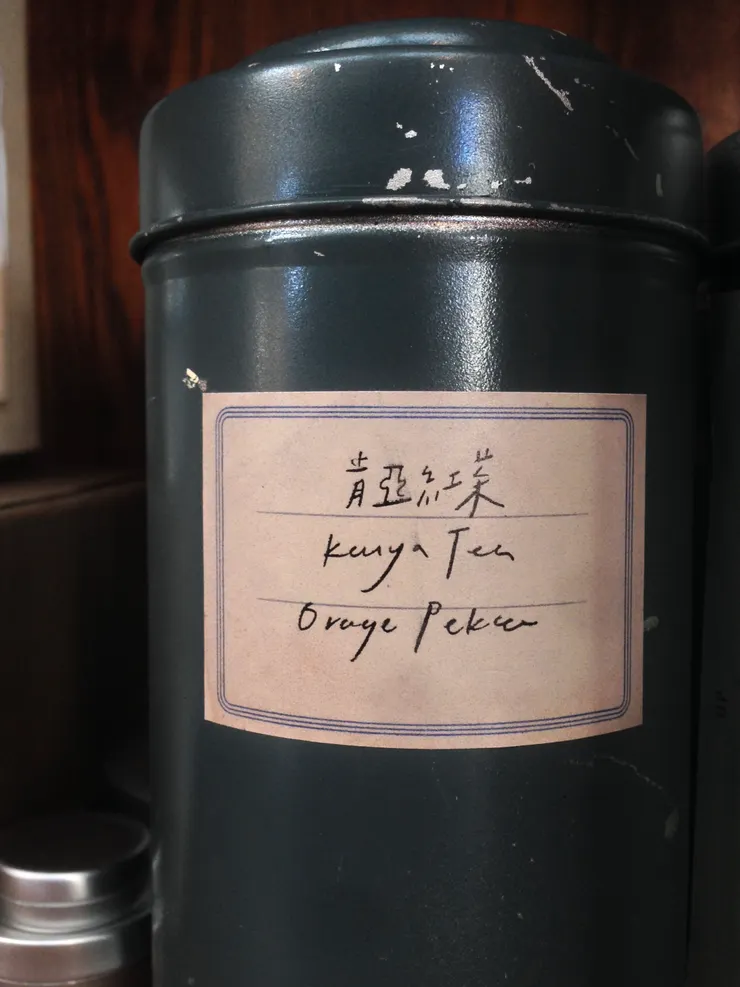 肯亞紅茶
Kenya Tea
Orange Pekoe